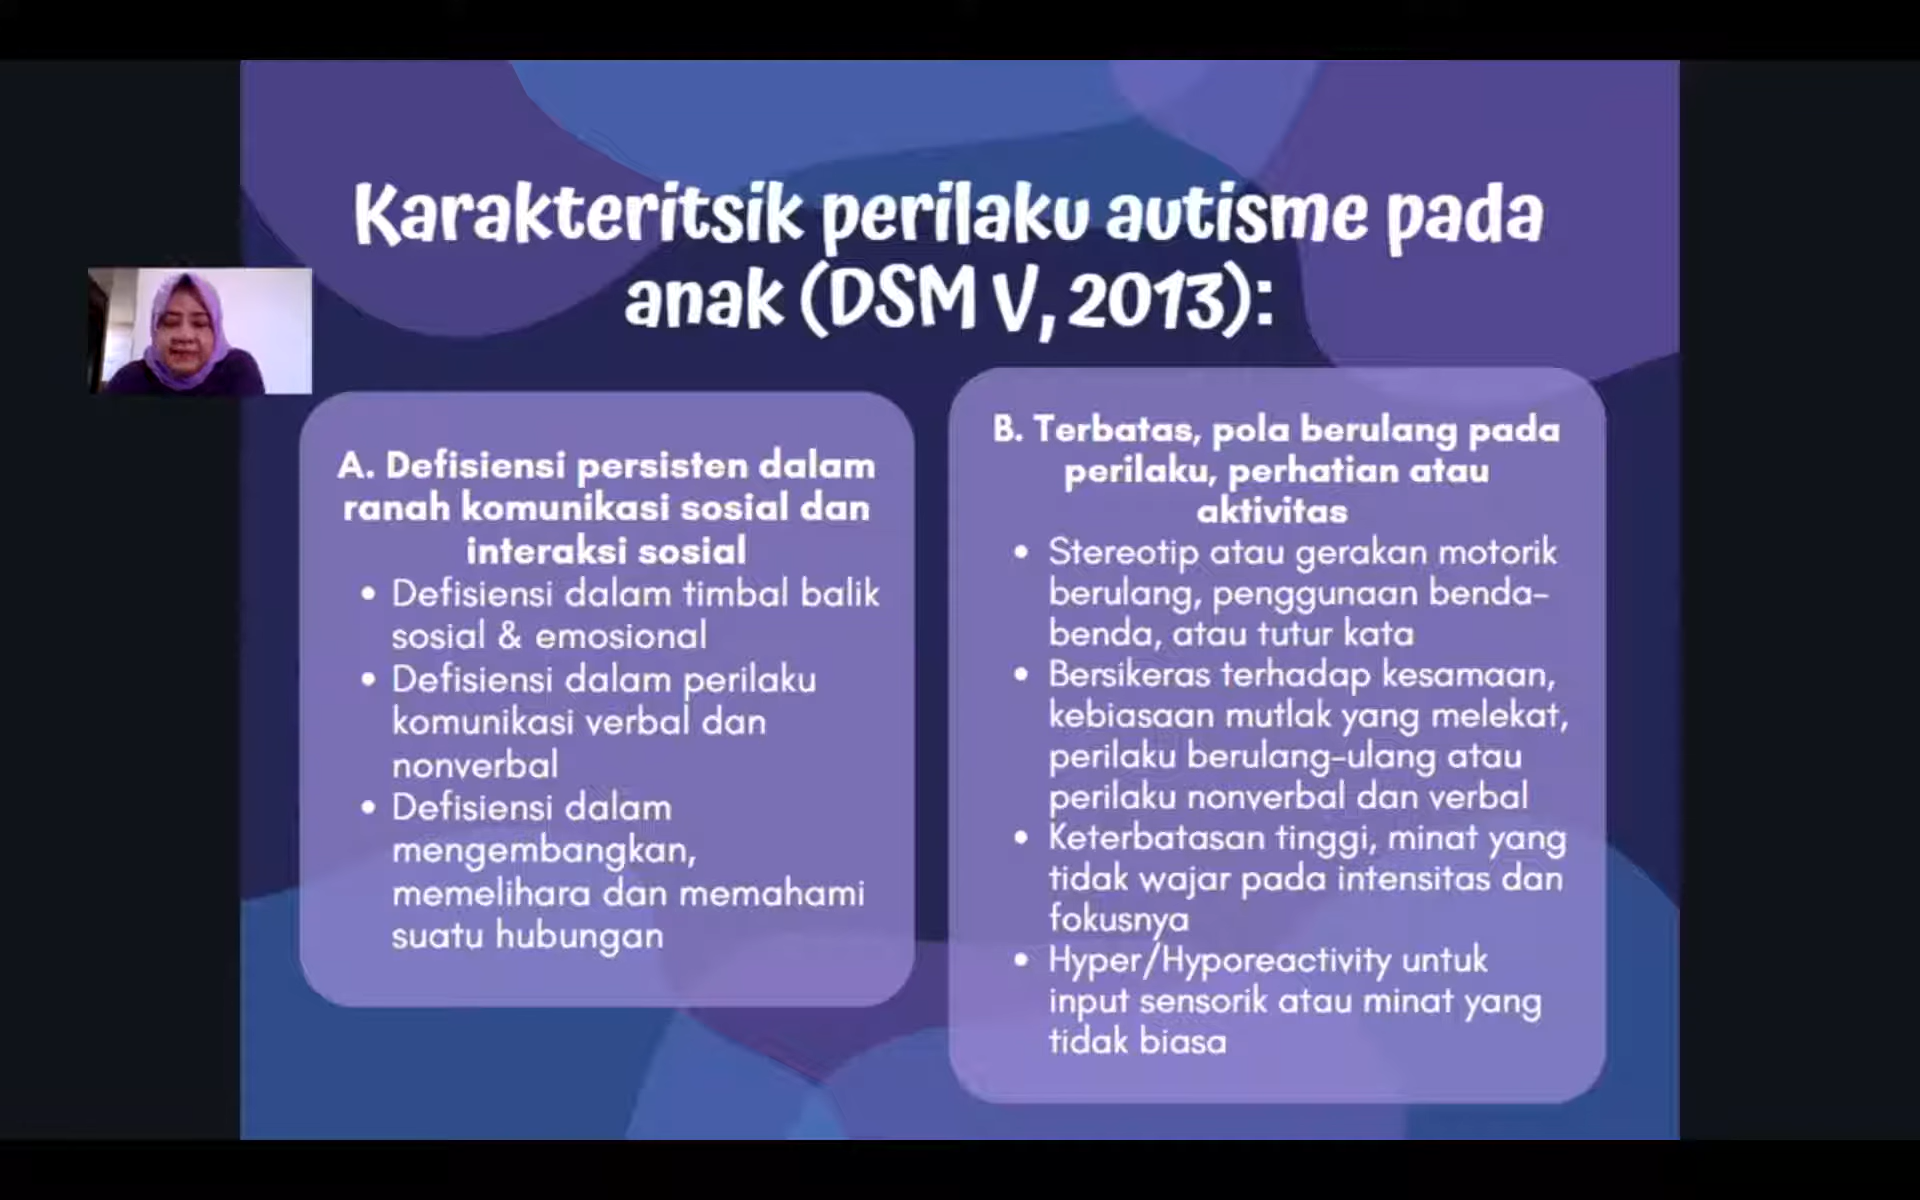 Karakteritsik perilaku autisme pada
anak (DSM V, 2013):
A. Defisiensi persisten dalam
ranah komunikasi sosial dan
interaksi sosial
• Defisiensi dalam timbal balik
sosial & emosional
• Defisiensi dalam perilaku
komunikasi verbal dan
nonverbal
• Defisiensi dalam
mengembangkan,
memelihara dan memahami
suatu hubungan
B. Terbatas, pola berulang pada
perilaku, perhatian atau
aktivitas
• Stereotip atau gerakan motorik
berulang, penggunaan benda-
benda, atau tutur kata
• Bersikeras terhadap kesamaan,
kebiasaan mutlak yang melekat,
perilaku berulang-ulang atau
perilaku nonverbal dan verbal
• Keterbatasan tinggi, minat yang
tidak wajar pada intensitas dan
fokusnya
• Hyper/Hyporeactivity untuk
input sensorik atau minat yang
tidak biasa